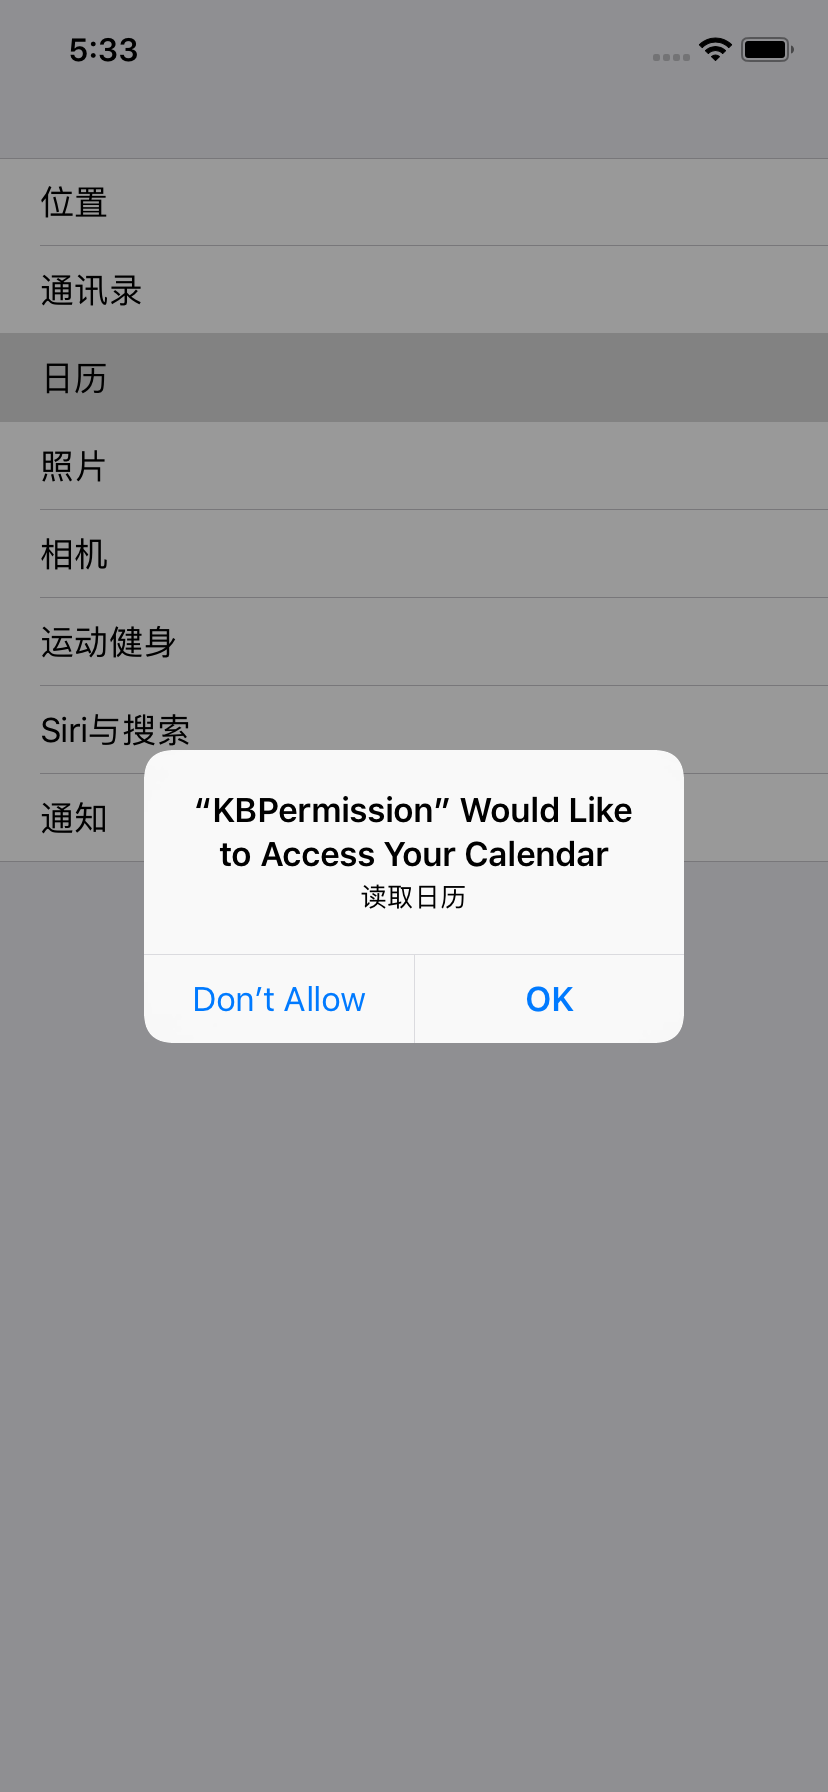 5:33
位置
通讯录
日历
照片
相机
运动健身
Siri与搜索
通知
“KBPermission” Would Like
to Access Your Calendar
读取日历
Don’t Allow
OK